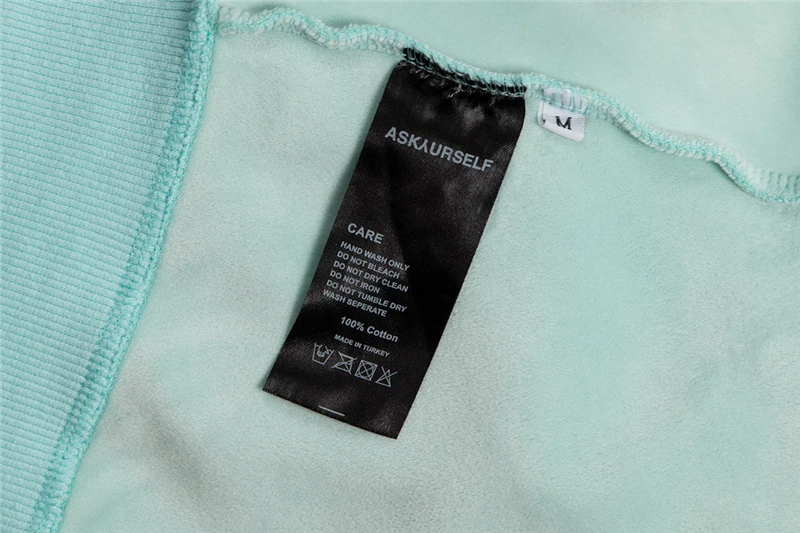 ASKYURSELF
M
CARE
HAND WASH ONLY
DO NOT BLEACH
DO NOT DRY CLEAN
DO NOT IRON
DO NOT TUMBLE DRY
WASH SEPERATE
100% Cotton
MADE IN TURKEY